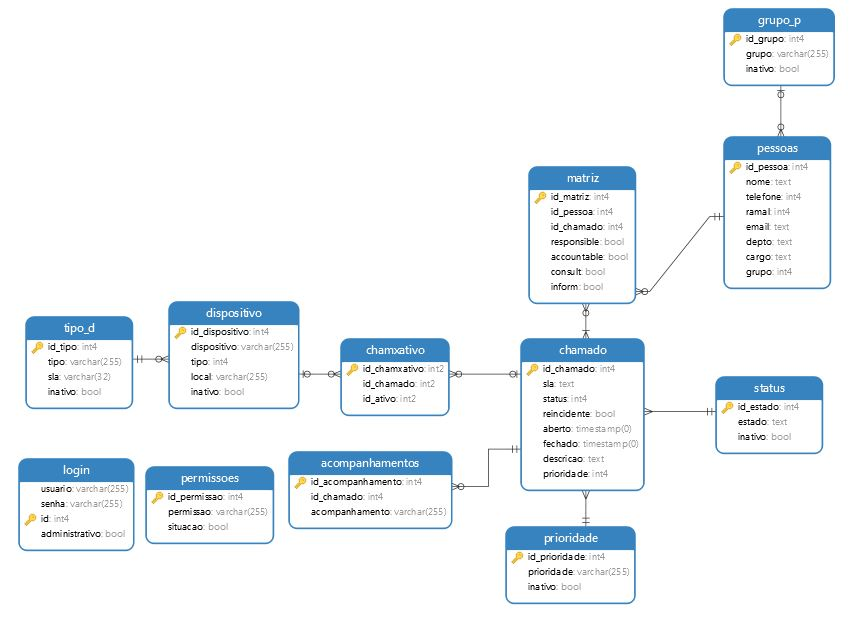 grupo_p
id_grupo: int4
grupo: varchar(255)
inativo: bool
pessoas
id_pessoa: int4
nome: text
telefone: int4
ramal: int4
email: text
depto: text
cargo: text
grupo: int4
matriz
id_matriz: int4
id_pessoa: int4
id_chamado: int4
responsible: bool
accountable: bool
consult: bool
inform: bool
tipo_d
id_tipo: int4
tipo: varchar(255)
sla: varchar(32)
inativo: bool
dispositivo
id_dispositivo: int4
dispositivo: varchar(255)
tipo: int4
local: varchar(255)
inativo: bool
chamxativo
id_chamxativo: int2
id_chamado: int2
id_ativo: int2
chamado
id_chamado: int4
sla: text
status: int4
reincidente: bool
aberto: timestamp(0)
fechado: timestamp(0)
descricao: text
prioridade: int4
status
id_estado: int4
estado: text
inativo: bool
login
usuario: varchar(255)
senha: varchar(255)
id: int4
administrativo: bool
permissoes
id_permissao: int4
permissao: varchar(255)
situacao: bool
acompanhamentos
id_acompanhamento: int4
id_chamado: int4
acompanhamento: varchar(255)
prioridade
id_prioridade: int4
prioridade: varchar(255)
inativo: bool